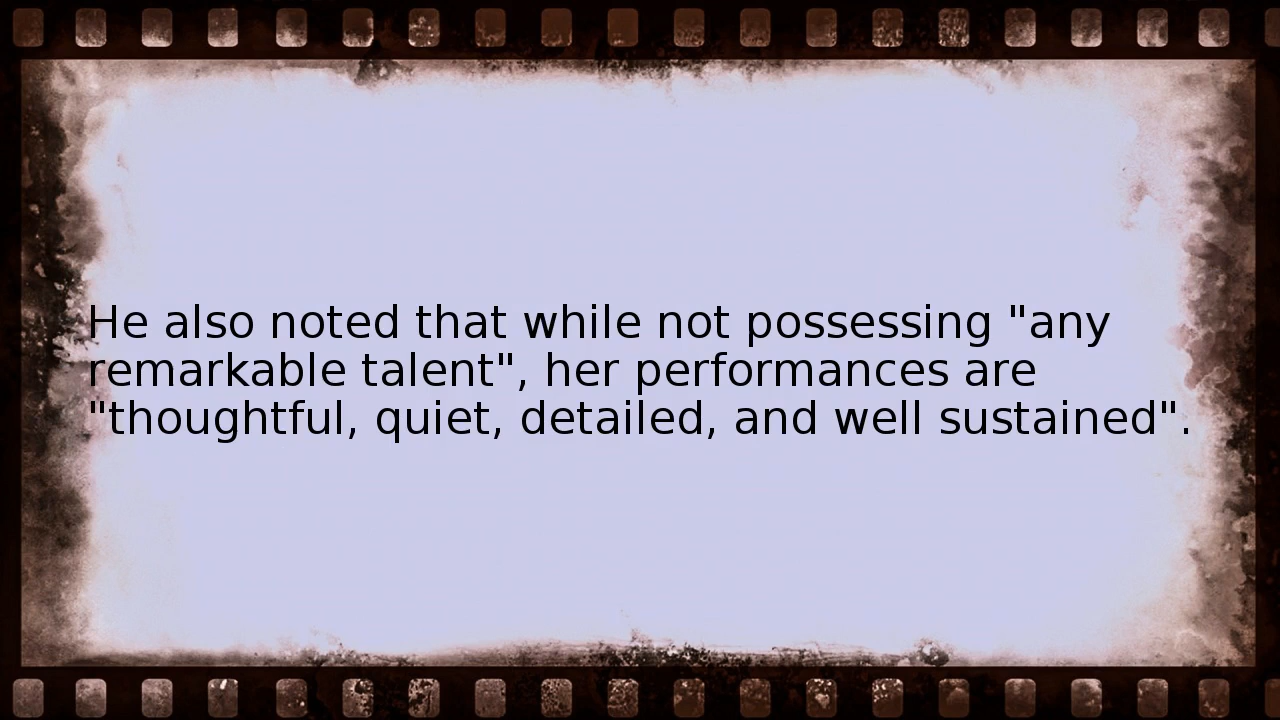 He also noted that while not possessing "any
remarkable talent", her performances are
"thoughtful, quiet, detailed, and well sustained".